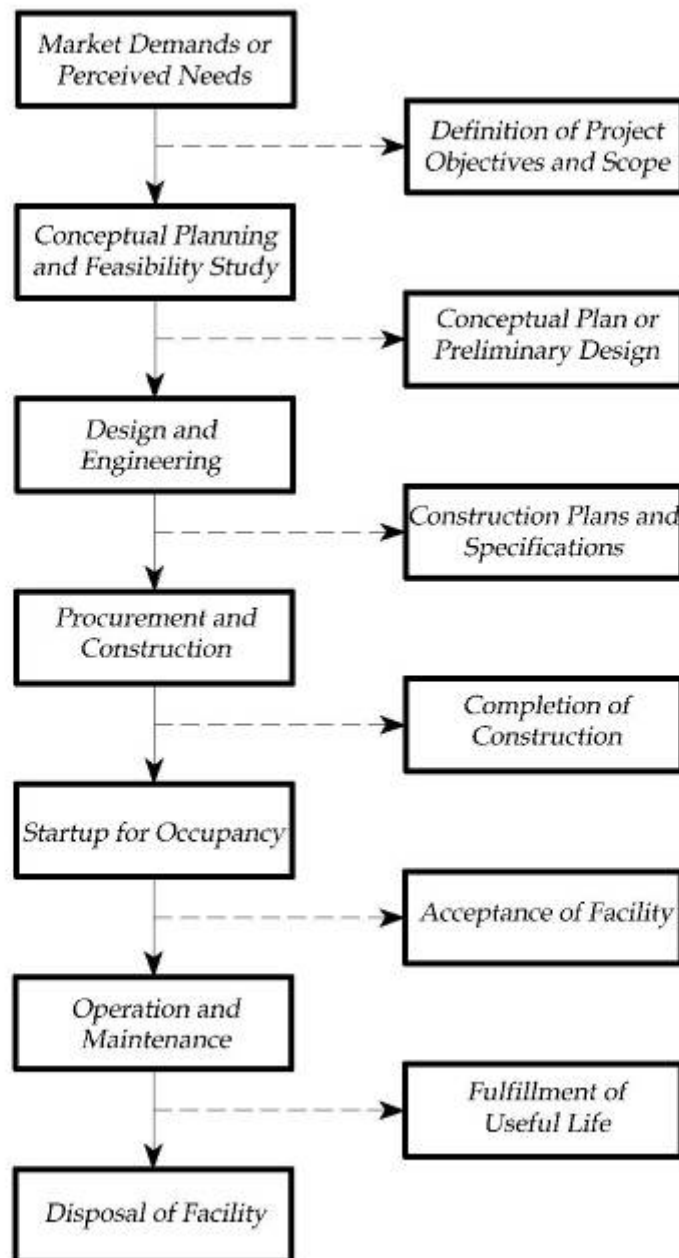 Market Demands or
Perceived Needs
Definition of Project
Objectives and Scope
Conceptual Planning
and Feasibility Study
Conceptual Plan or
Preliminary Design
Design and
Engineering
Construction Plans and
Specifications
Procurement and
Construction
Completion of
Construction
Startup for Occupancy
Acceptance of Facility
Operation and
Maintenance
Fulfillment of
Useful Life
Disposal of Facility